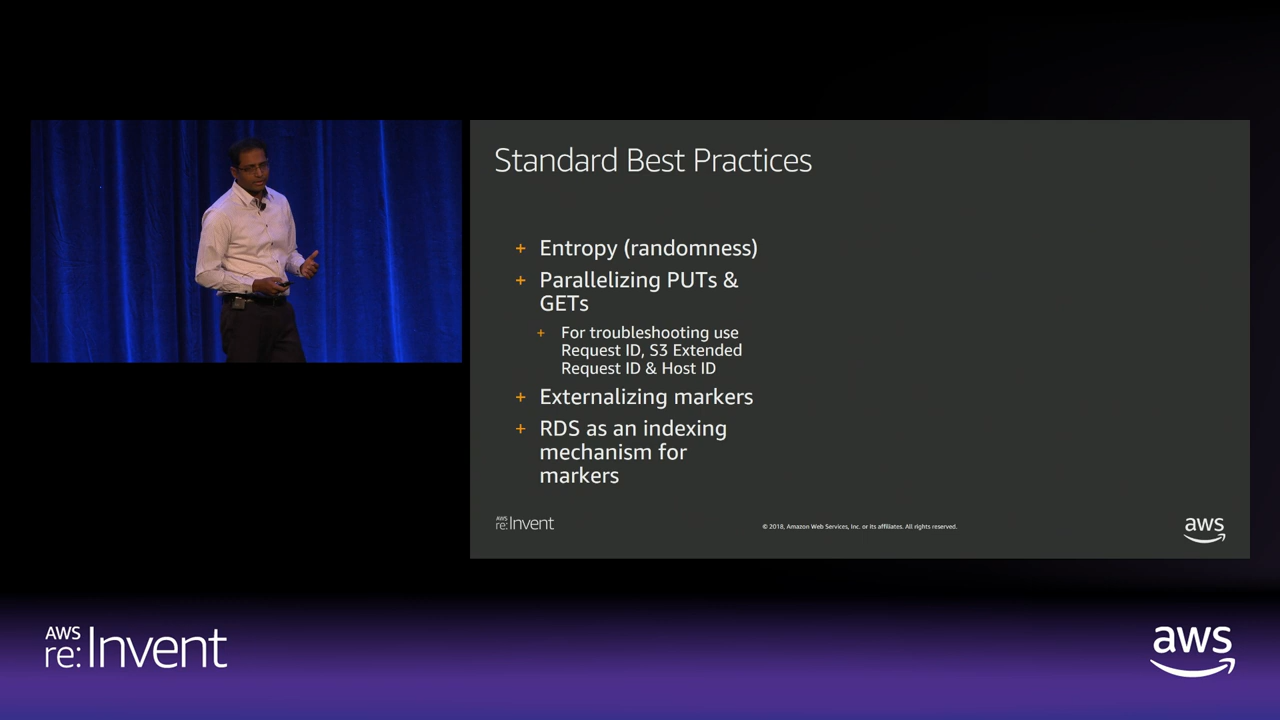 Standard Best Practices
+ Entropy (randomness)
+ Parallelizing PUTs &
GETs
+ For troubleshooting use
Request ID, S3 Extended
Request ID & Host ID
+ Externalizing markers
+ RDS as an indexing
mechanism for
markers
AWS
re:Invent
© 2018, Amazon Web Services, Inc. or its affiliates. All rights reserved.
aws
AWS
re:Invent
aws